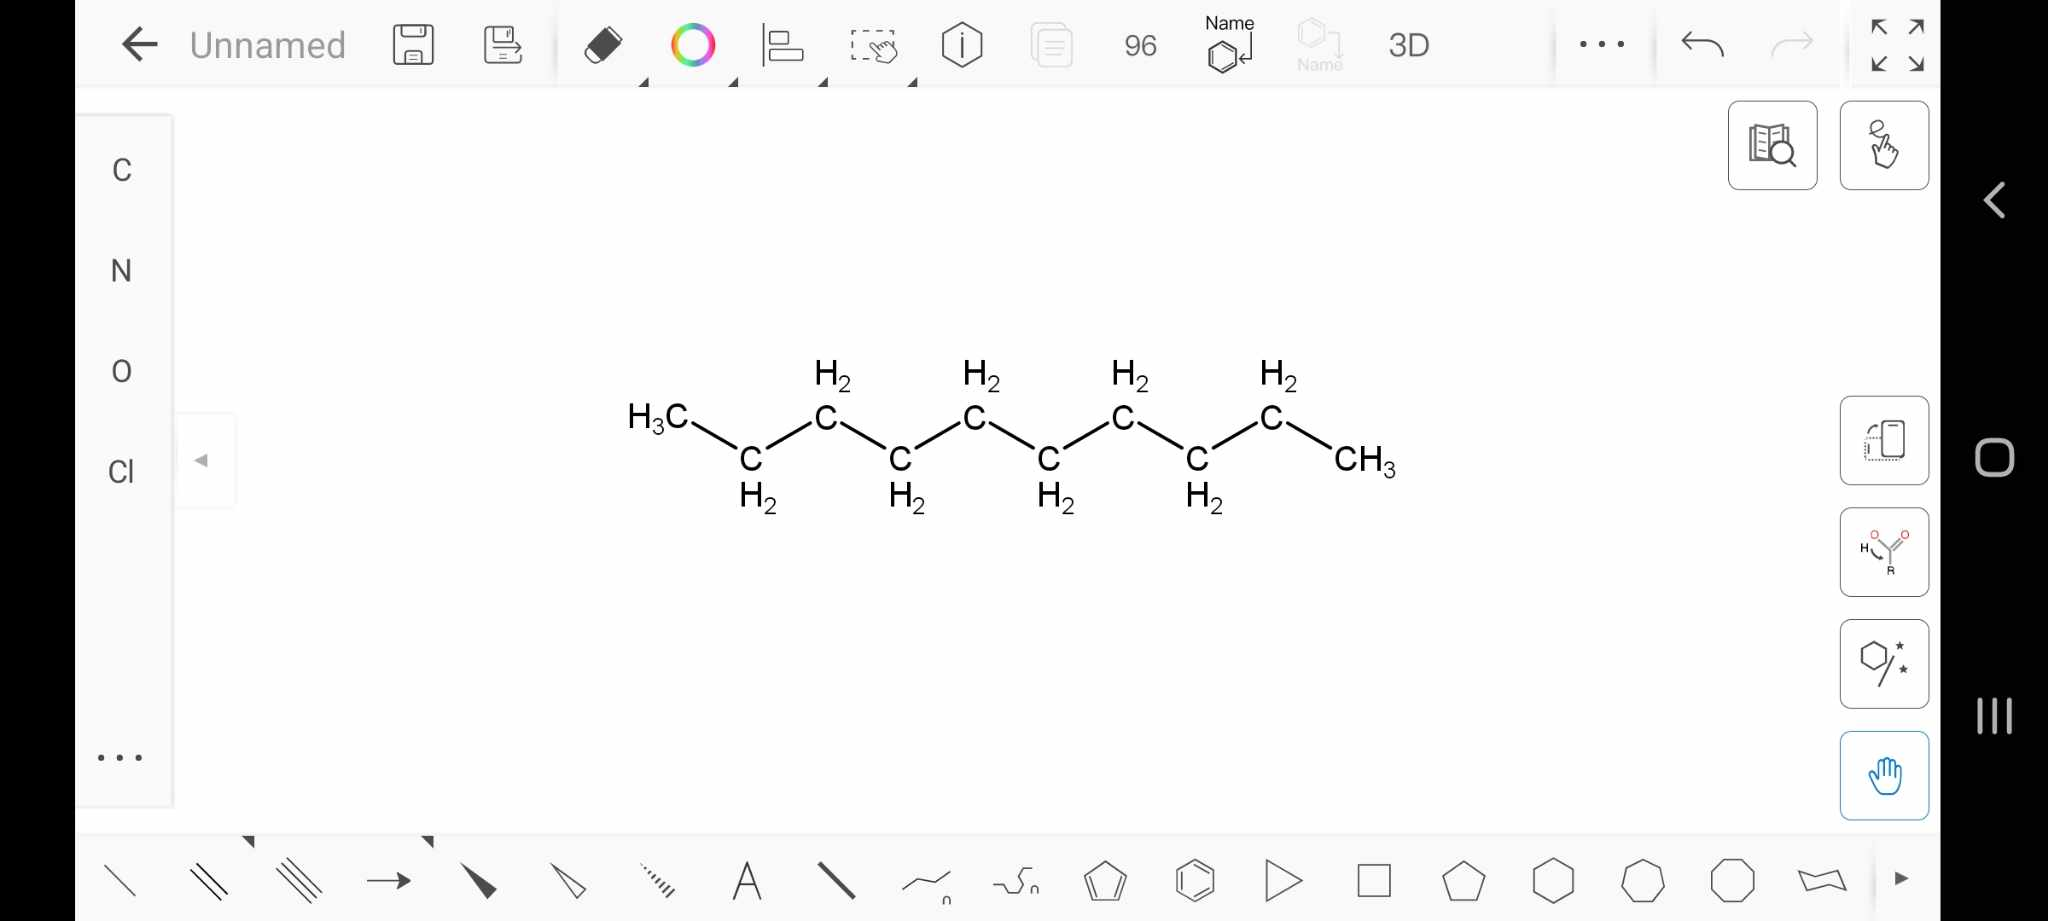 Unnamed
96
Name
Name
3D
C
N
O
Cl
H₂ H₂ H₂ H₂
H₃C C C C C
C C C C CH₃
H₂ H₂ H₂ H₂
O O
H
R
A
n
n